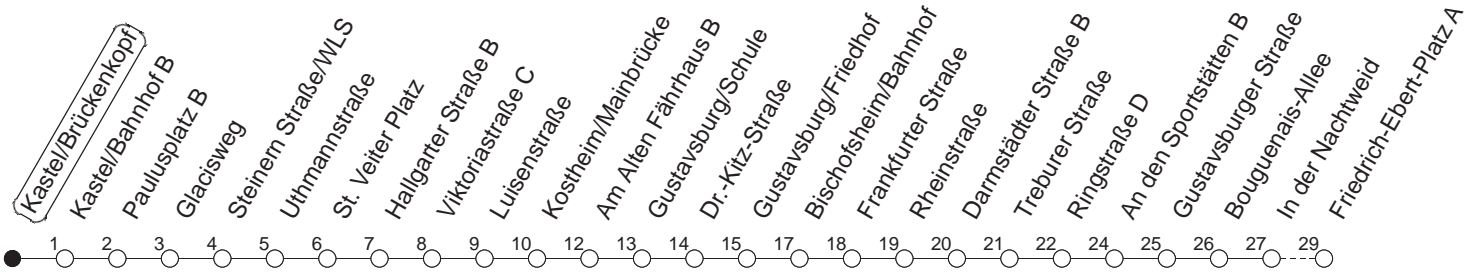 Kastel/Brückenkopf
Kastel/Bahnhof B
Paulusplatz B
Glacisweg
Steinern Straße/WLS
Uthmannstraße
St. Veiter Platz
Hallgarter Straße B
Viktoriastraße C
Luisenstraße
Kostheim/Mainbrücke
Am Alten Fährhaus B
Gustavsburg/Schule
Dr.-Kitz-Straße
Gustavsburg/Friedhof
Bischofsheim/Bahnhof
Frankfurter Straße
Rheinstraße
Darmstädter Straße B
Treburer Straße
Ringstraße D
An den Sportstätten B
Gustavsburger Straße
Bouguenais-Allee
In der Nachtweid
Friedrich-Ebert-Platz A
1 2 3 4 5 6 7 8 9 10 12 13 14 15 17 18 19 20 21 22 24 25 26 27 29